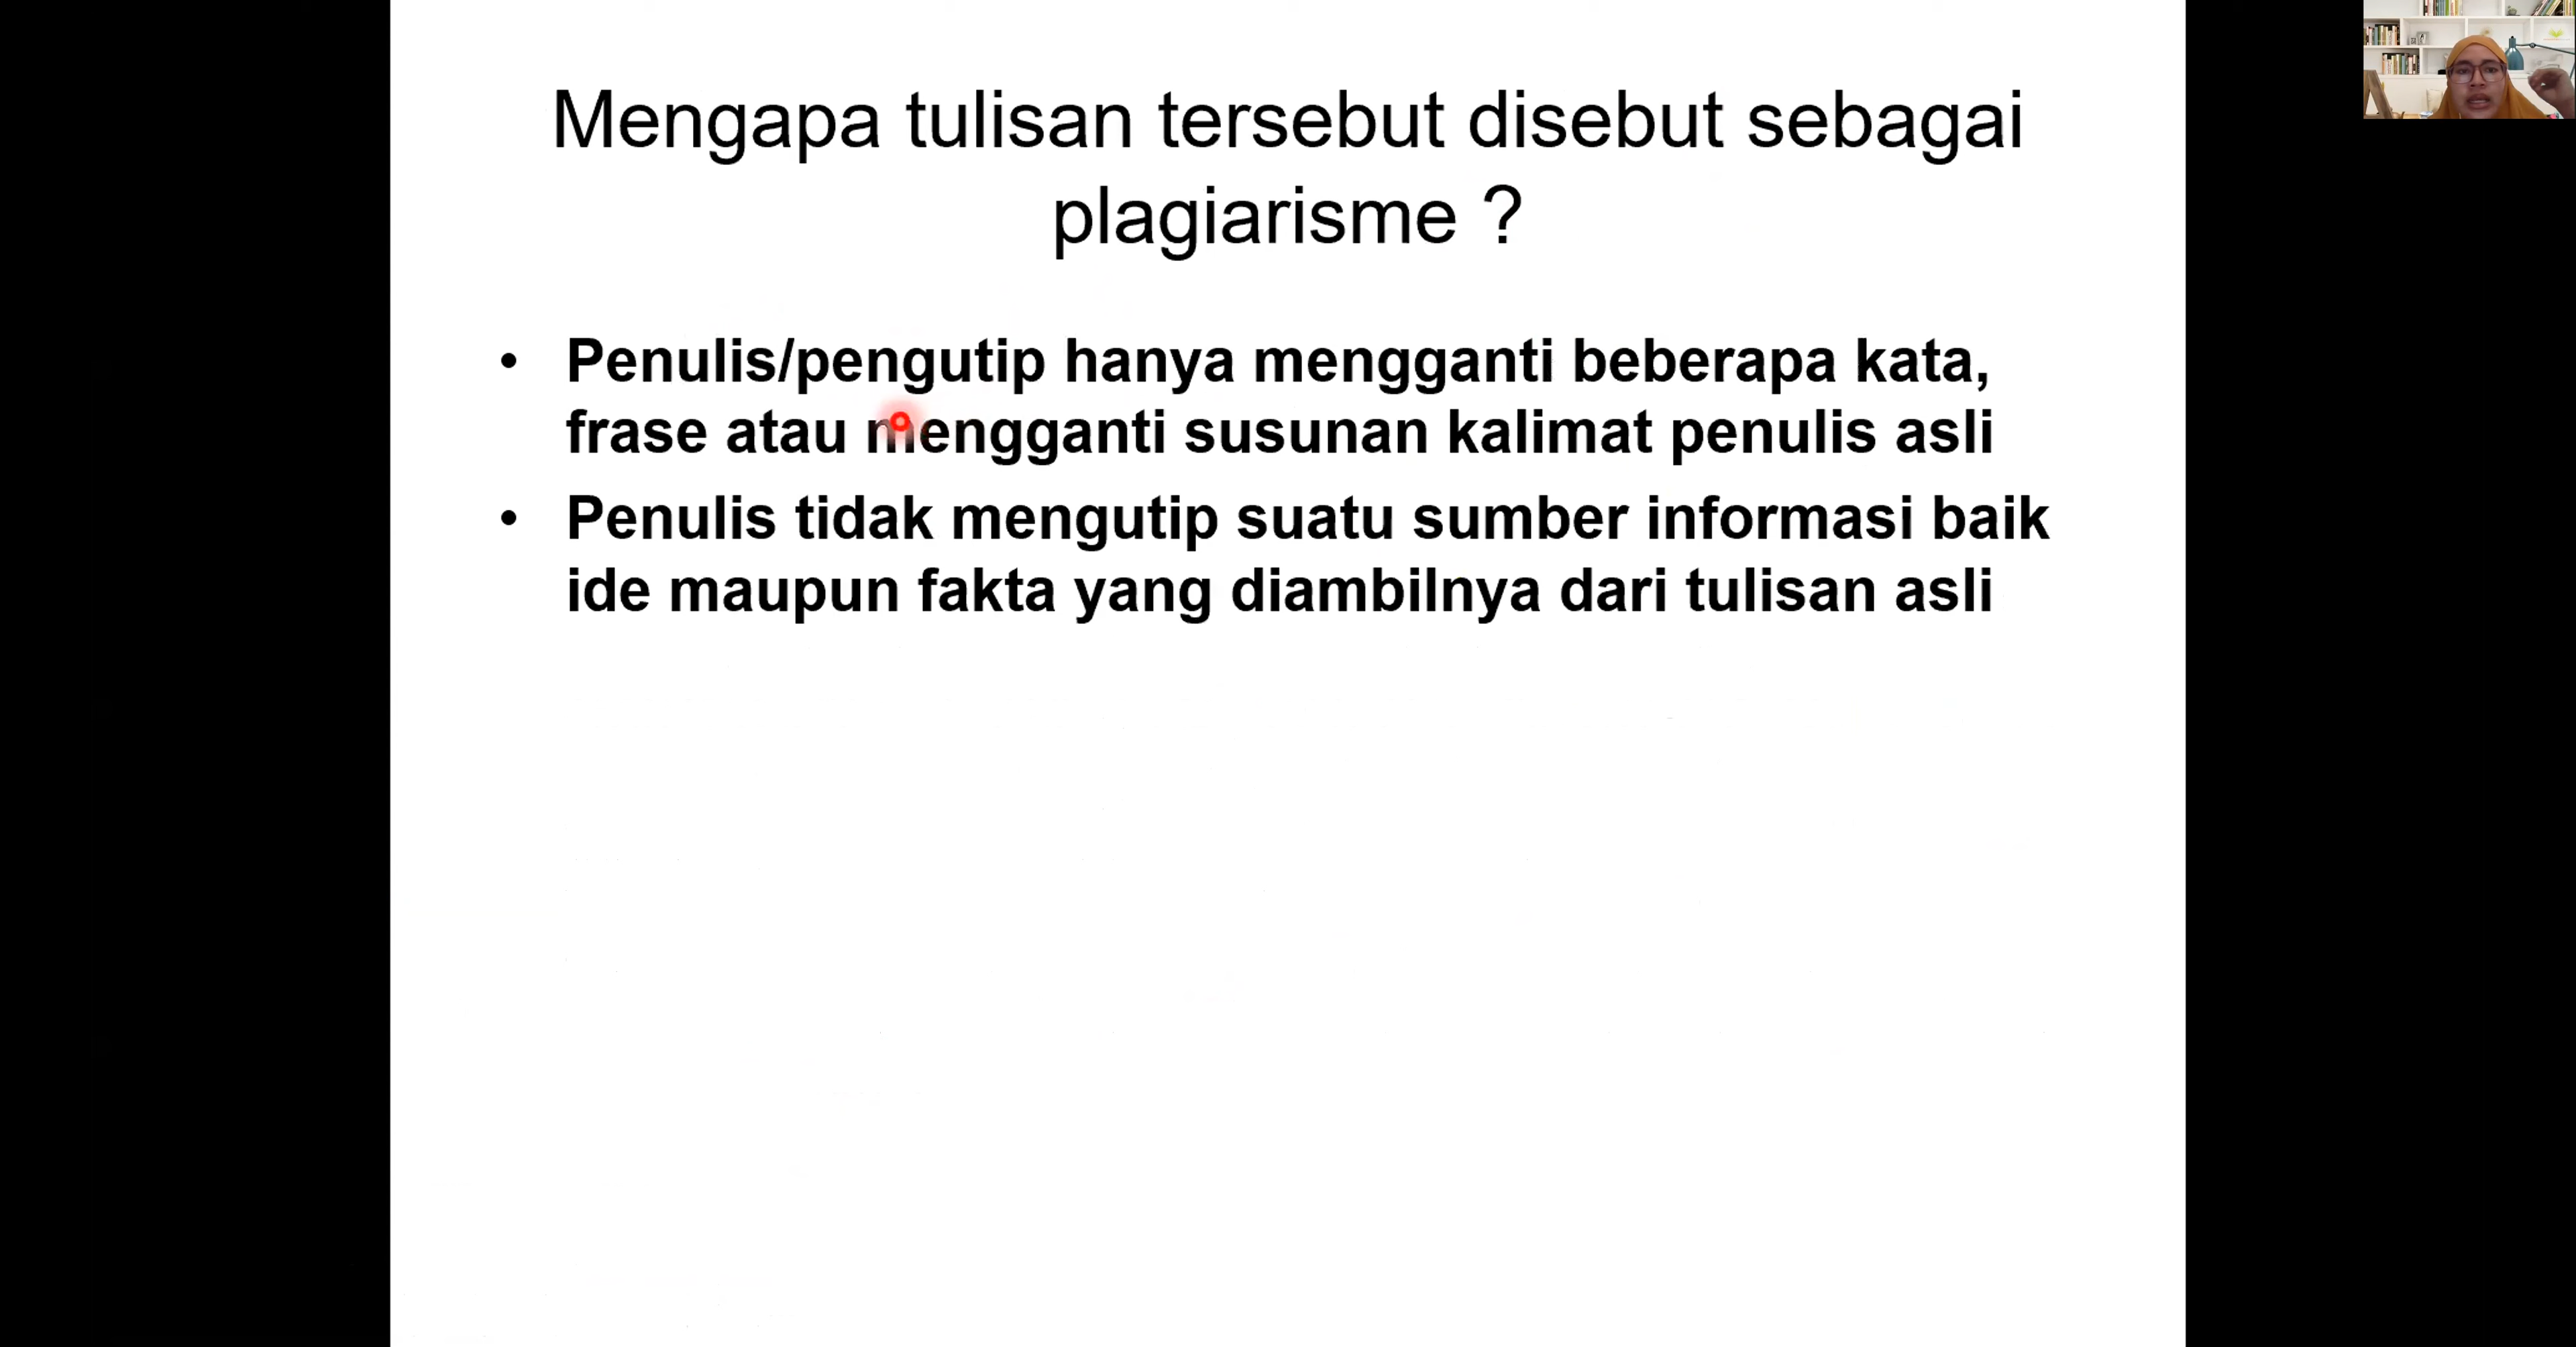 Mengapa tulisan tersebut disebut sebagai
plagiarisme ?
• Penulis/pengutip hanya mengganti beberapa kata,
frase atau mengganti susunan kalimat penulis asli
• Penulis tidak mengutip suatu sumber informasi baik
ide maupun fakta yang diambilnya dari tulisan asli